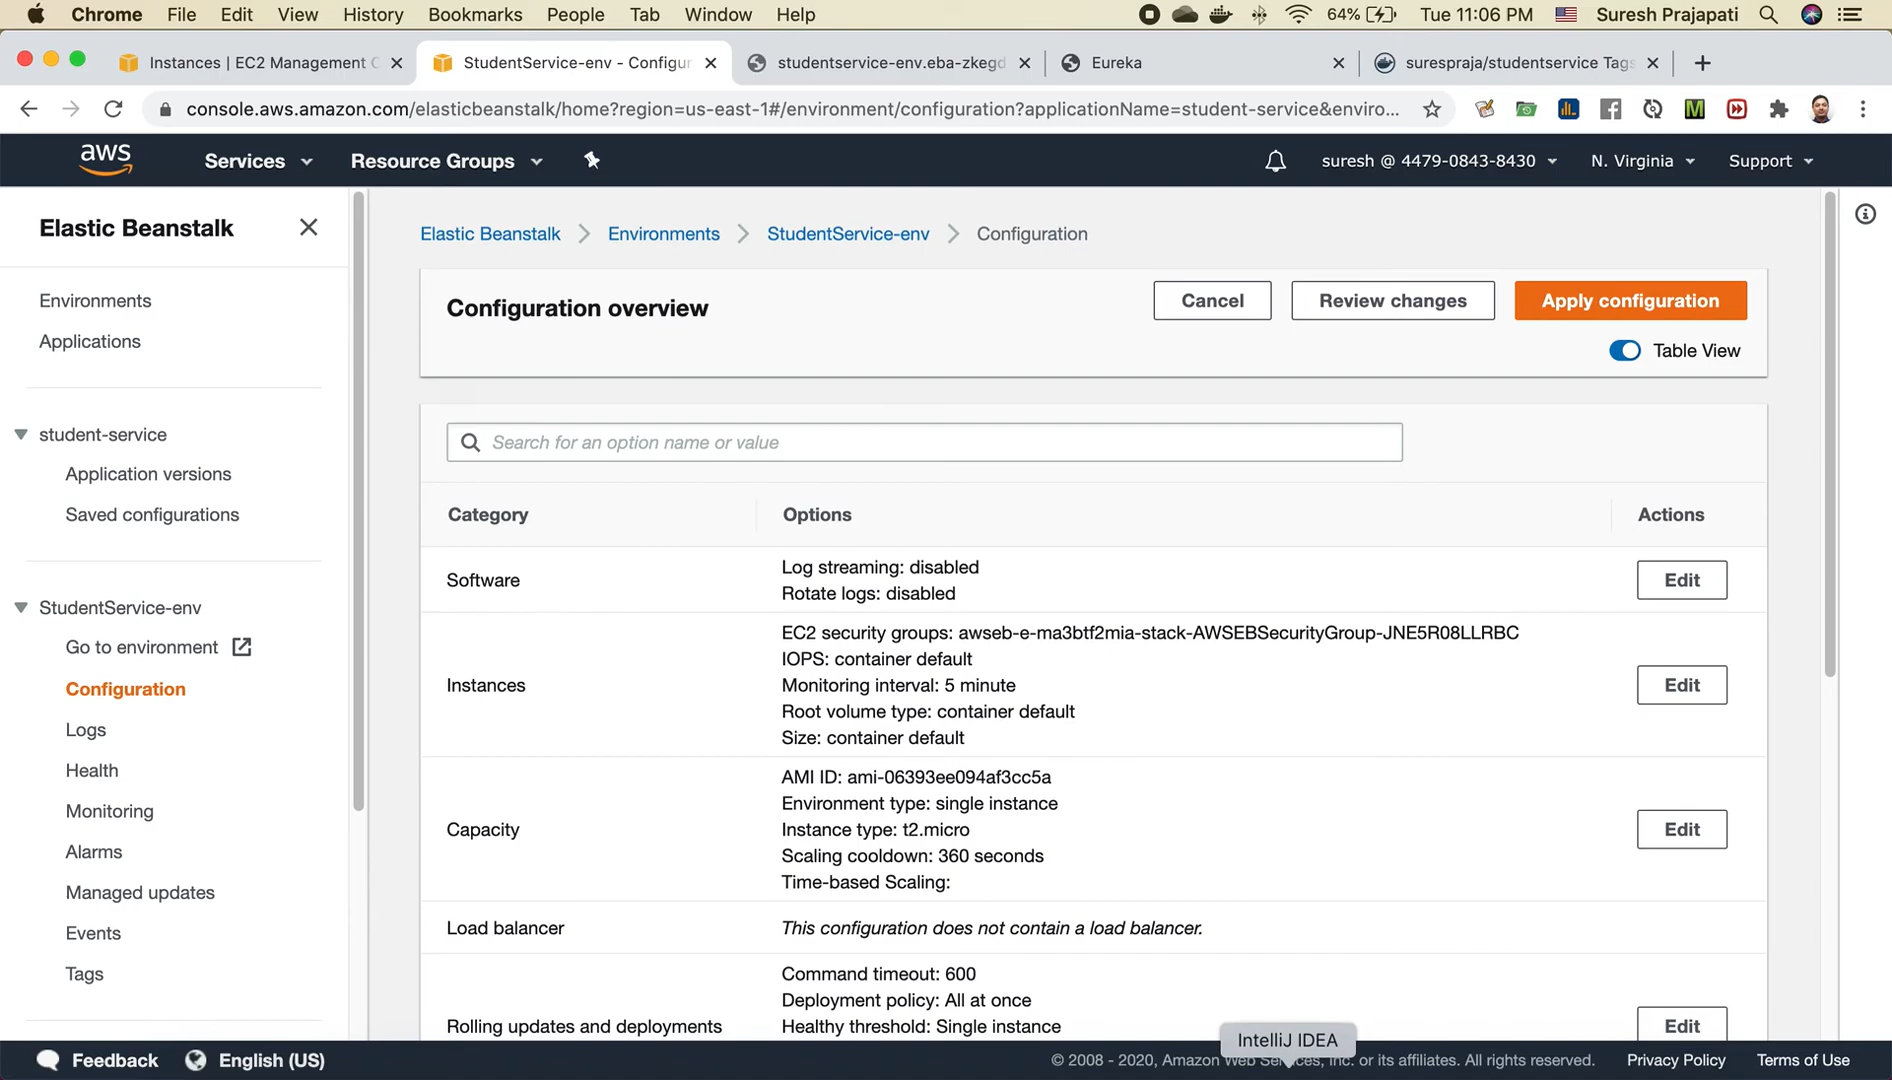 Chrome File Edit View History Bookmarks People Tab Window Help 64% Tue 11:06 PM Suresh Prajapati
Instances | EC2 Management C
StudentService-env - Configur
studentservice-env.eba-zkegd
Eureka
surespraja/studentservice Tags
console.aws.amazon.com/elasticbeanstalk/home?region=us-east-1#/environment/configuration?applicationName=student-service&enviro...
aws Services Resource Groups suresh @ 4479-0843-8430 N. Virginia Support
Elastic Beanstalk
Environments
Applications
student-service
Application versions
Saved configurations
StudentService-env
Go to environment
Configuration
Logs
Health
Monitoring
Alarms
Managed updates
Events
Tags
Elastic Beanstalk Environments StudentService-env Configuration
Configuration overview
Cancel Review changes Apply configuration
Table View
Search for an option name or value
Category Options Actions
Software
Log streaming: disabled
Rotate logs: disabled
Edit
Instances
EC2 security groups: awseb-e-ma3btf2mia-stack-AWSEBSecurityGroup-JNE5R08LLRBC
IOPS: container default
Monitoring interval: 5 minute
Root volume type: container default
Size: container default
Edit
Capacity
AMI ID: ami-06393ee094af3cc5a
Environment type: single instance
Instance type: t2.micro
Scaling cooldown: 360 seconds
Time-based Scaling:
Edit
Load balancer
This configuration does not contain a load balancer.
Rolling updates and deployments
Command timeout: 600
Deployment policy: All at once
Healthy threshold: Single instance
Edit
IntelliJ IDEA
Feedback English (US) © 2008 - 2020, Amazon Web Services, Inc. or its affiliates. All rights reserved. Privacy Policy Terms of Use